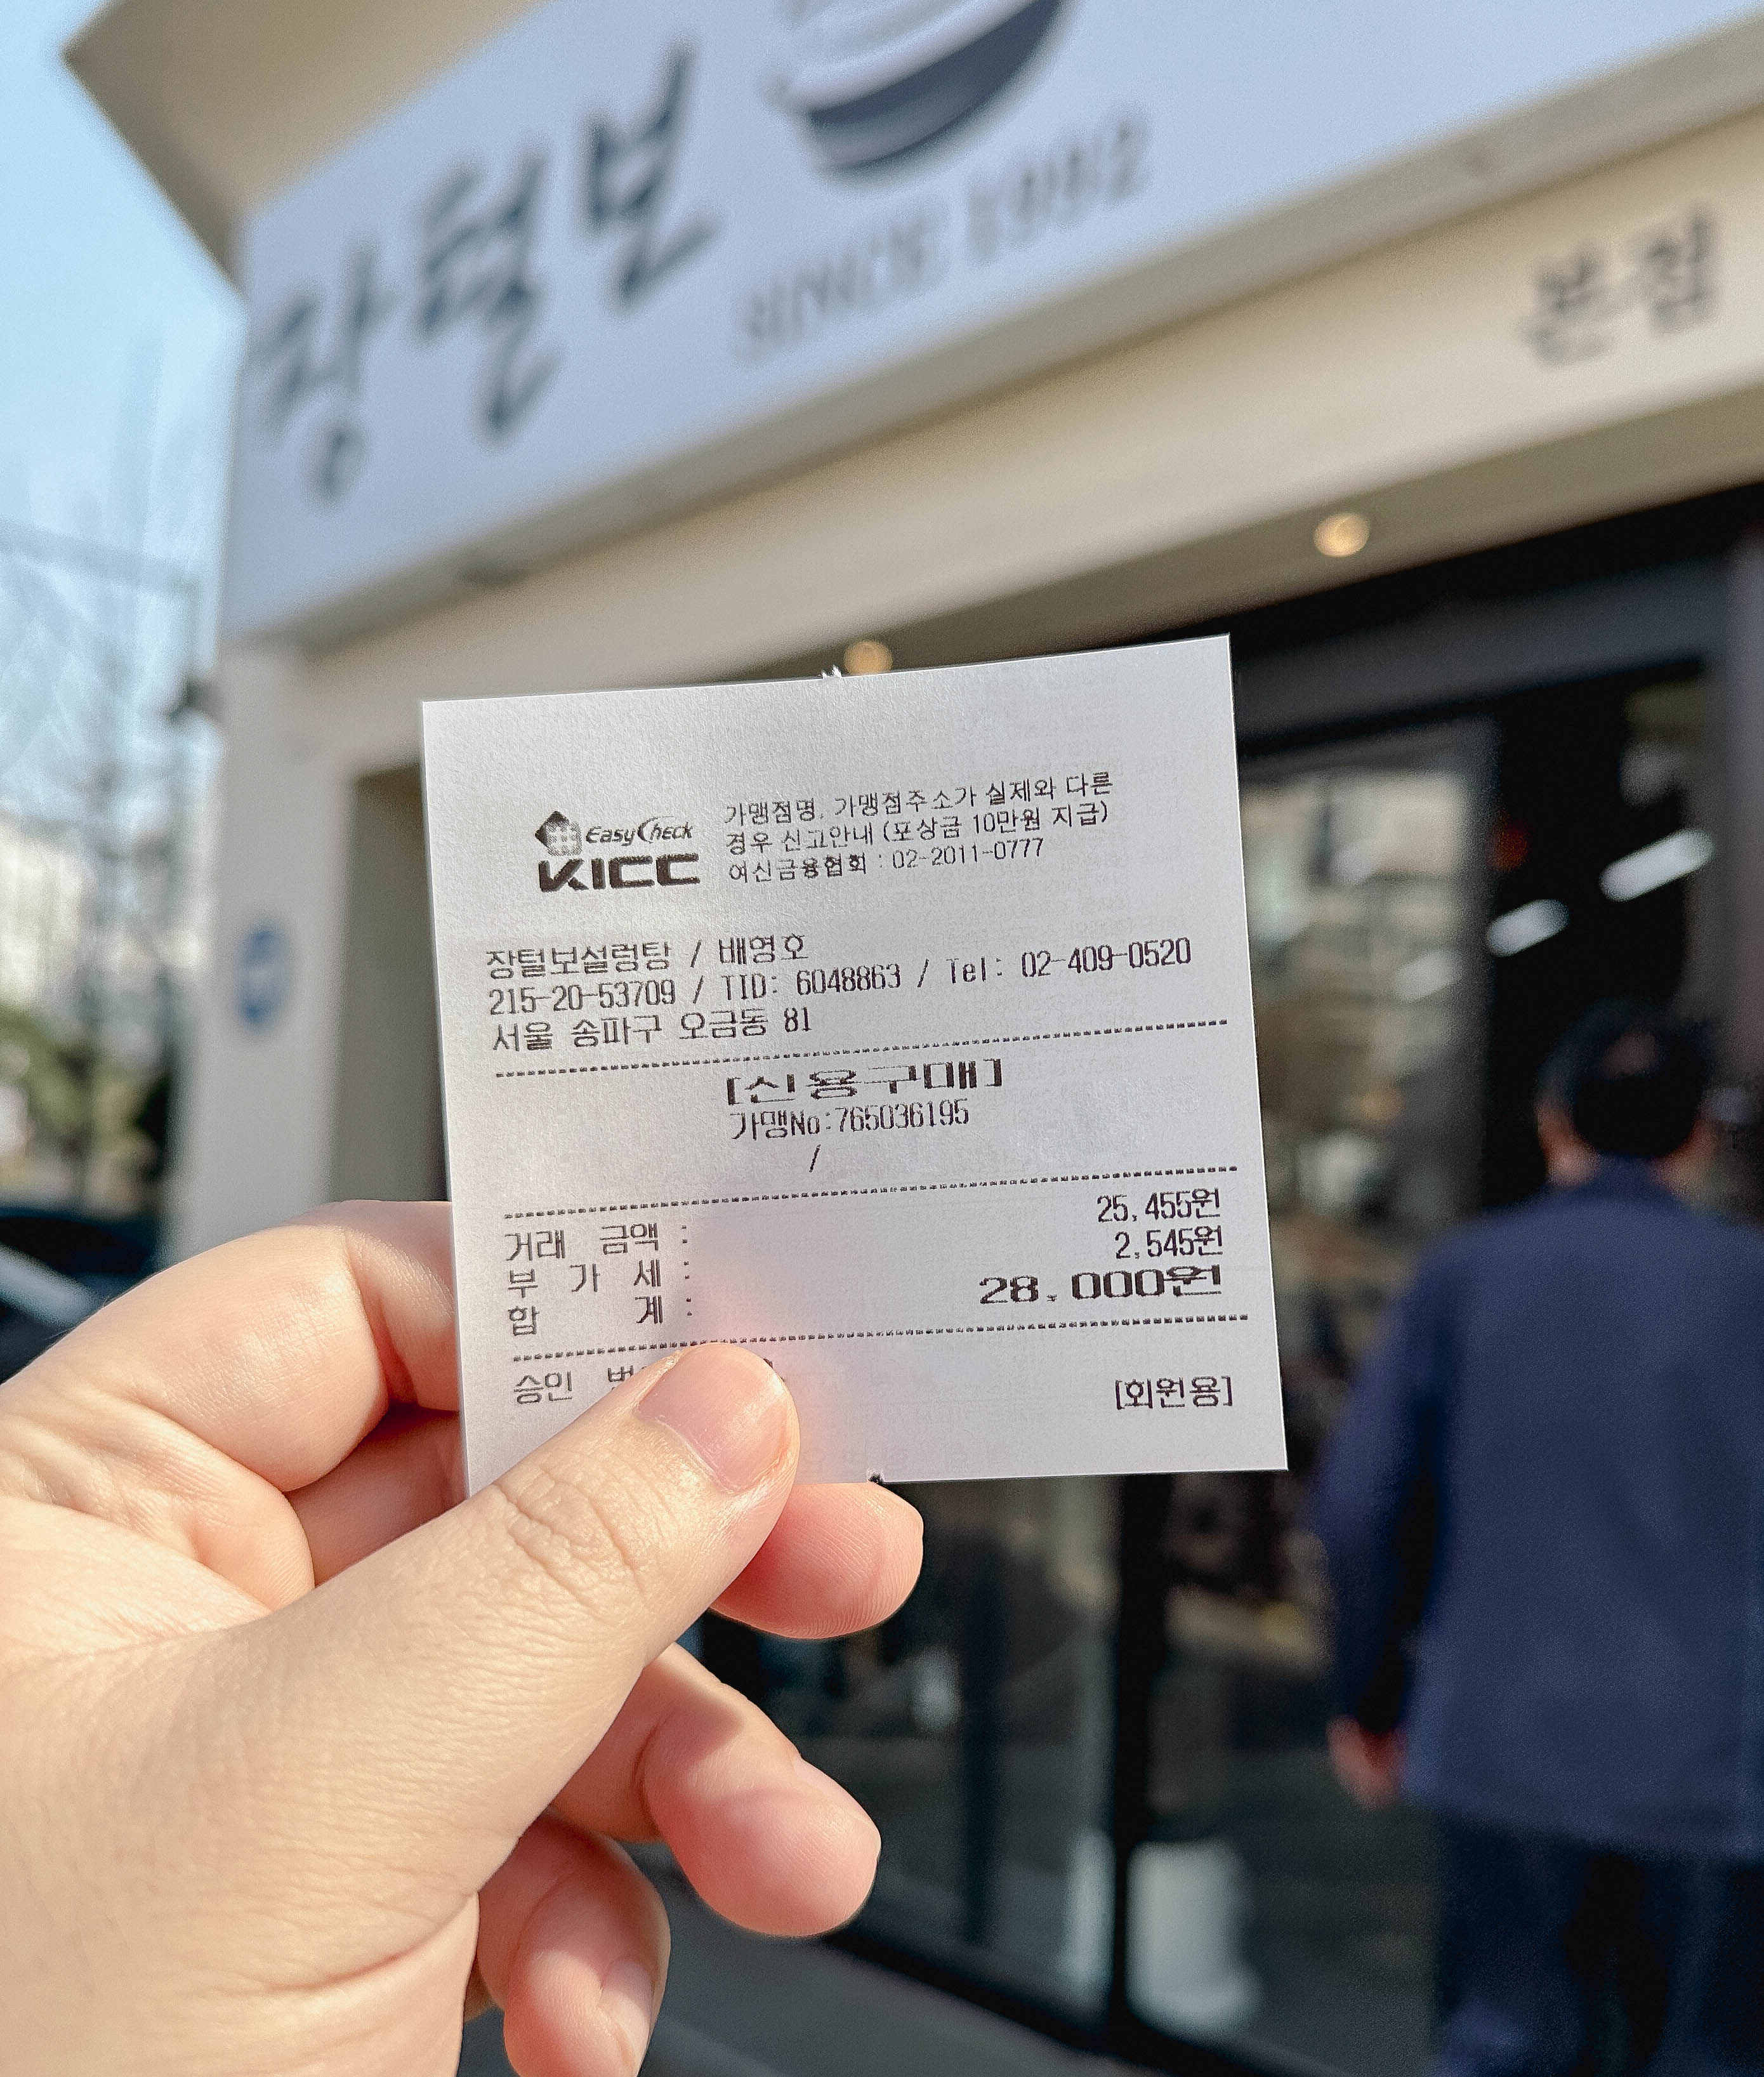 장털보
SINCE 1992
본점
EasyCheck
KICC
가맹점명, 가맹점주소가 실제와 다른
경우 신고안내 (포상금 10만원 지급)
여신금융협회 : 02-2011-0777
장털보설렁탕 / 배영호
215-20-53709 / TID: 6048863 / Tel: 02-409-0520
서울 송파구 오금동 81
[신용구매]
가맹No:765036195
/
거래 금액 : 25,455원
부 가 세 : 2,545원
합 계 : 28,000원
승인 [회원용]